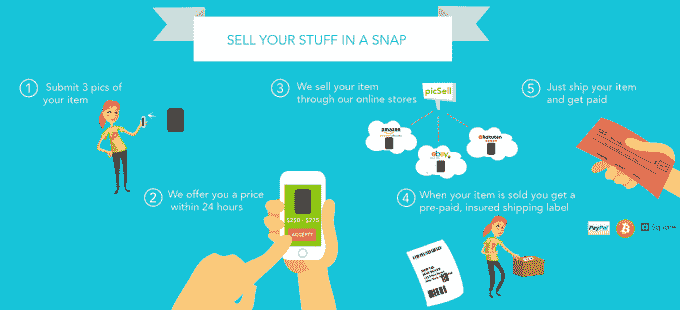 SELL YOUR STUFF IN A SNAP
1
Submit 3 pics of
your item
2
We offer you a price
within 24 hours
$250 - $275
ACCEPT?
3
We sell your item
through our online stores
picSell
amazon
ebay
Rakuten
4
When your item is sold you get a
pre-paid, insured shipping label
5
Just ship your item
and get paid
PayPal
Square